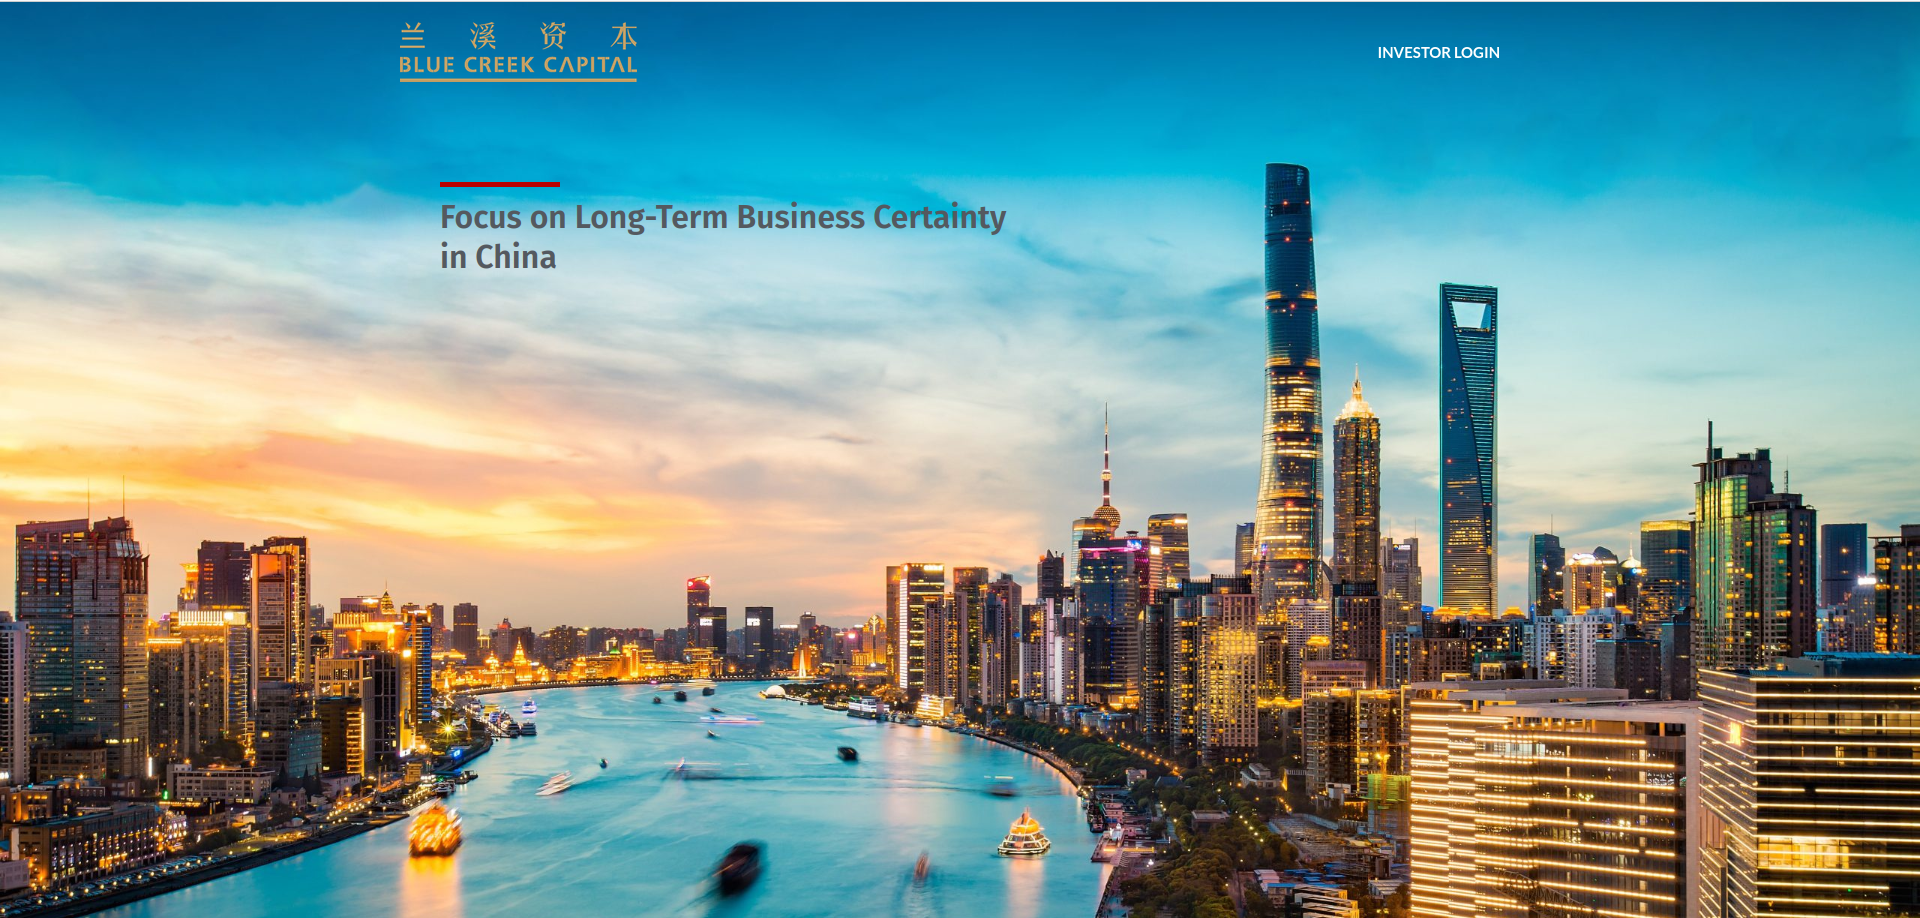 兰溪资本
BLUE CREEK CAPITAL
INVESTOR LOGIN
Focus on Long-Term Business Certainty
in China